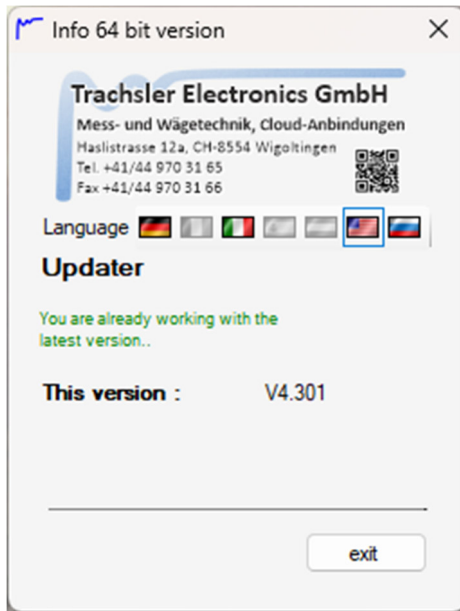 Info 64 bit version
Trachsler Electronics GmbH
Mess- und Wägetechnik, Cloud-Anbindungen
Haslistrasse 12a, CH-8554 Wigoltingen
Tel. +41/44 970 31 65
Fax +41/44 970 31 66
Language
Updater
You are already working with the
latest version..
This version : V4.301
exit